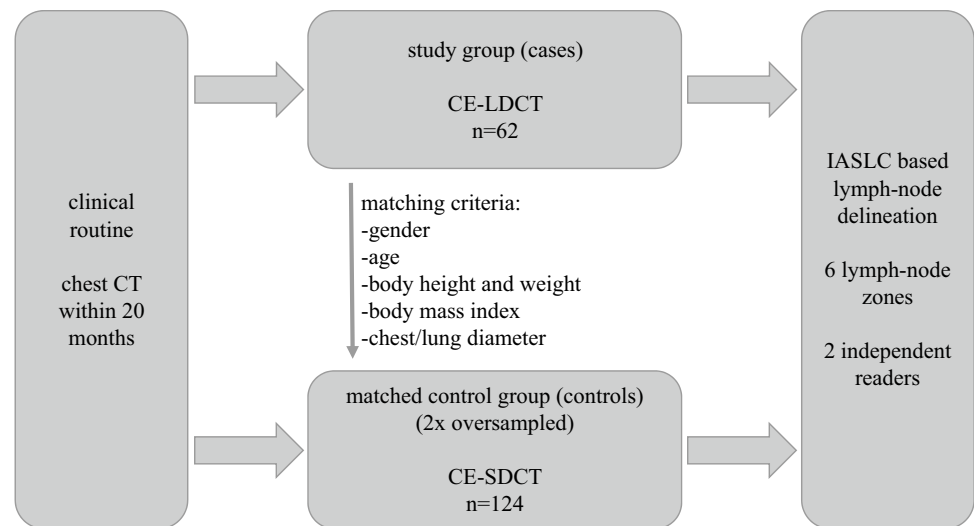 clinical
routine
chest CT
within 20
months
study group (cases)
CE-LDCT
n=62
matching criteria:
-gender
-age
-body height and weight
-body mass index
-chest/lung diameter
matched control group (controls)
(2x oversampled)
CE-SDCT
n=124
IASLC based
lymph-node
delineation
6 lymph-node
zones
2 independent
readers